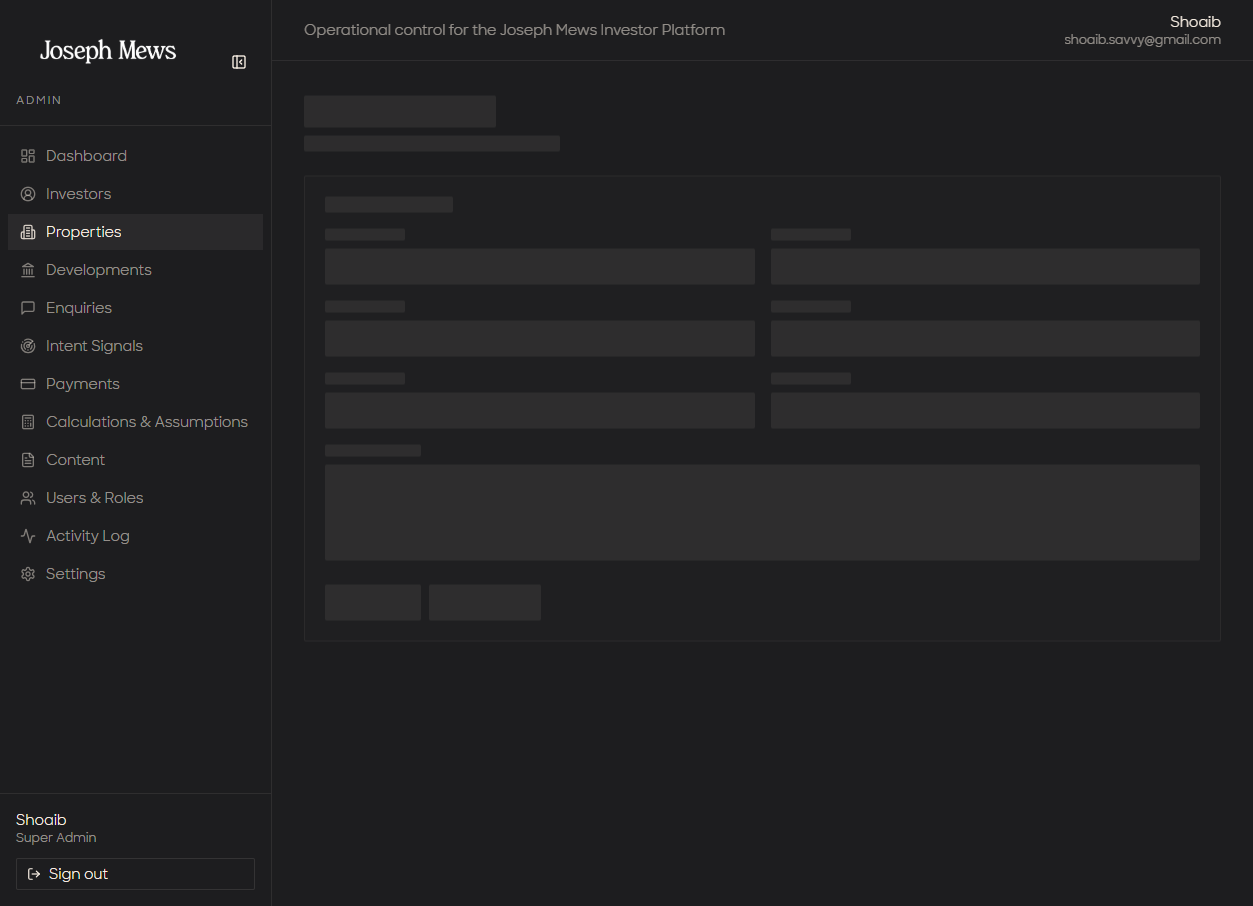 Joseph Mews
ADMIN
Dashboard
Investors
Properties
Developments
Enquiries
Intent Signals
Payments
Calculations & Assumptions
Content
Users & Roles
Activity Log
Settings
Shoaib
Super Admin
Sign out
Operational control for the Joseph Mews Investor Platform
Shoaib
shoaib.savvy@gmail.com